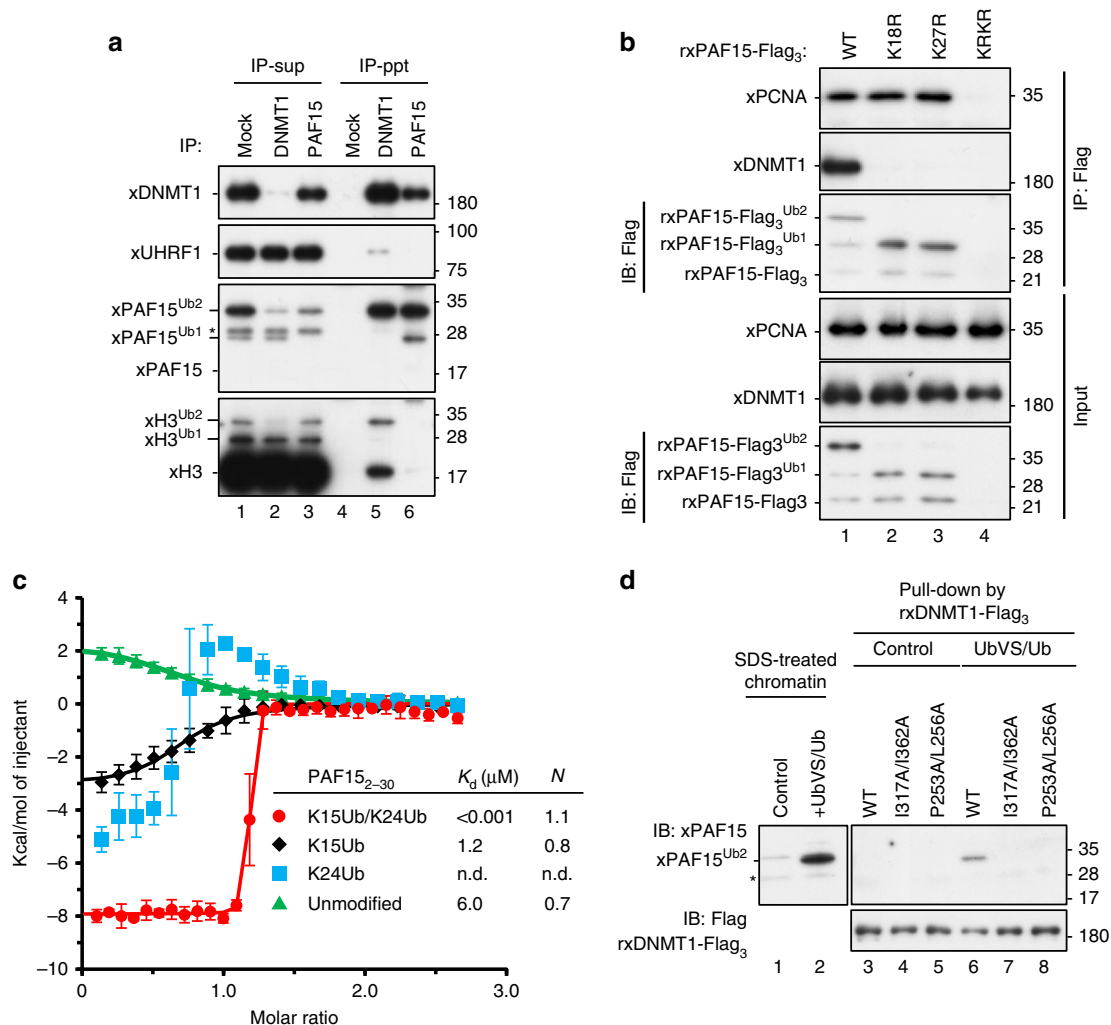 a
IP-sup IP-ppt
IP: Mock DNMT1 PAF15 Mock DNMT1 PAF15
xDNMT1 180
xUHRF1 100 75
xPAF15Ub2 35
* 28
xPAF15Ub1
xPAF15 17
xH3Ub2 35
xH3Ub1 28
xH3 17
1 2 3 4 5 6
b
rxPAF15-Flag3: WT K18R K27R KRKR
xPCNA 35
xDNMT1 180
rxPAF15-Flag3Ub2 35
rxPAF15-Flag3Ub1 28
rxPAF15-Flag3 21
IB: Flag
IP: Flag
xPCNA 35
xDNMT1 180
rxPAF15-Flag3Ub2 35
rxPAF15-Flag3Ub1 28
rxPAF15-Flag3 21
IB: Flag
Input
1 2 3 4
c
Kcal/mol of injectant
4
2
0
−2
−4
−6
−8
−10
PAF152–30 Kd (μM) N
K15Ub/K24Ub <0.001 1.1
K15Ub 1.2 0.8
K24Ub n.d. n.d.
Unmodified 6.0 0.7
0 1.0 2.0 3.0
Molar ratio
d
Pull-down by
rxDNMT1-Flag3
SDS-treated
chromatin
Control UbVS/Ub
Control +UbVS/Ub WT I317A/I362A P253A/L256A WT I317A/I362A P253A/L256A
IB: xPAF15
xPAF15Ub2 35
28
*
17
IB: Flag
rxDNMT1-Flag3 180
1 2 3 4 5 6 7 8